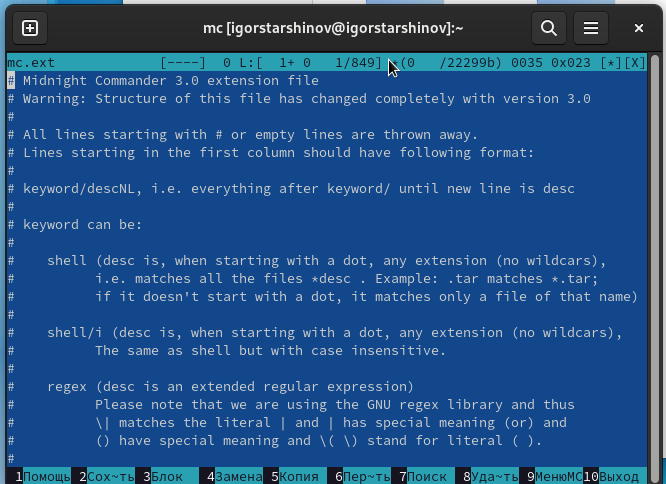 mc [igorstarshinov@igorstarshinov]:~
mc.ext [----] 0 L:[ 1+ 0 1/849] *(0 /22299b) 0035 0x023 [*][X]
# Midnight Commander 3.0 extension file
# Warning: Structure of this file has changed completely with version 3.0
#
# All lines starting with # or empty lines are thrown away.
# Lines starting in the first column should have following format:
#
# keyword/descNL, i.e. everything after keyword/ until new line is desc
#
# keyword can be:
#
# shell (desc is, when starting with a dot, any extension (no wildcars),
# i.e. matches all the files *desc . Example: .tar matches *.tar;
# if it doesn't start with a dot, it matches only a file of that name)
#
# shell/i (desc is, when starting with a dot, any extension (no wildcars),
# The same as shell but with case insensitive.
#
# regex (desc is an extended regular expression)
# Please note that we are using the GNU regex library and thus
# \| matches the literal | and | has special meaning (or) and
# () have special meaning and \( \) stand for literal ( ).
#
1Помощь 2Сох~ть 3Блок 4Замена 5Копия 6Пер~ть 7Поиск 8Уда~ть 9МенюMC 10Выход